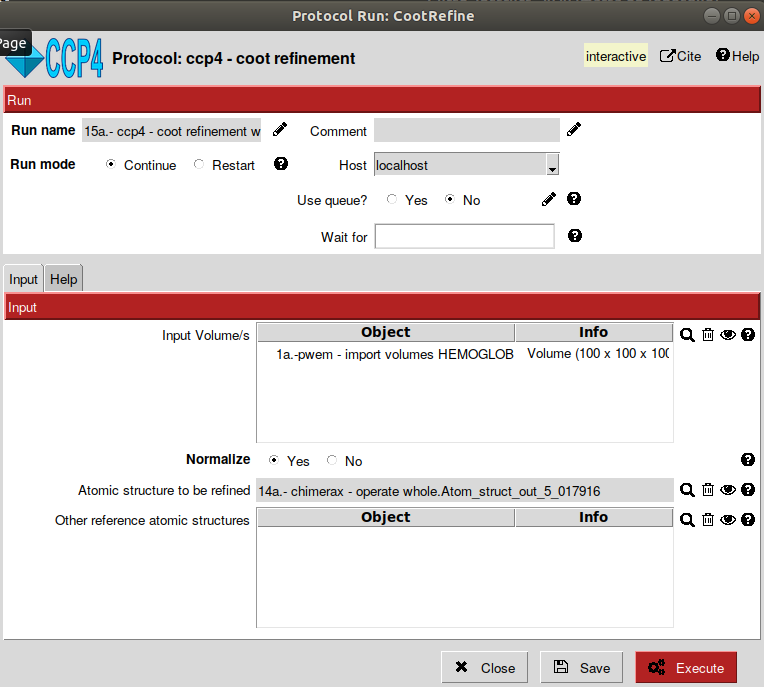 Protocol Run: CootRefine
Page
CCP4 Protocol: ccp4 - coot refinement interactive Cite Help
Run
Run name 15a.- ccp4 - coot refinement w Comment
Run mode Continue Restart Host localhost
Use queue? Yes No
Wait for
Input Help
Input
Input Volume/s Object Info
1a.-pwem - import volumes HEMOGLOB Volume (100 x 100 x 100
Normalize Yes No
Atomic structure to be refined 14a.- chimerax - operate whole.Atom_struct_out_5_017916
Other reference atomic structures Object Info
Close Save Execute